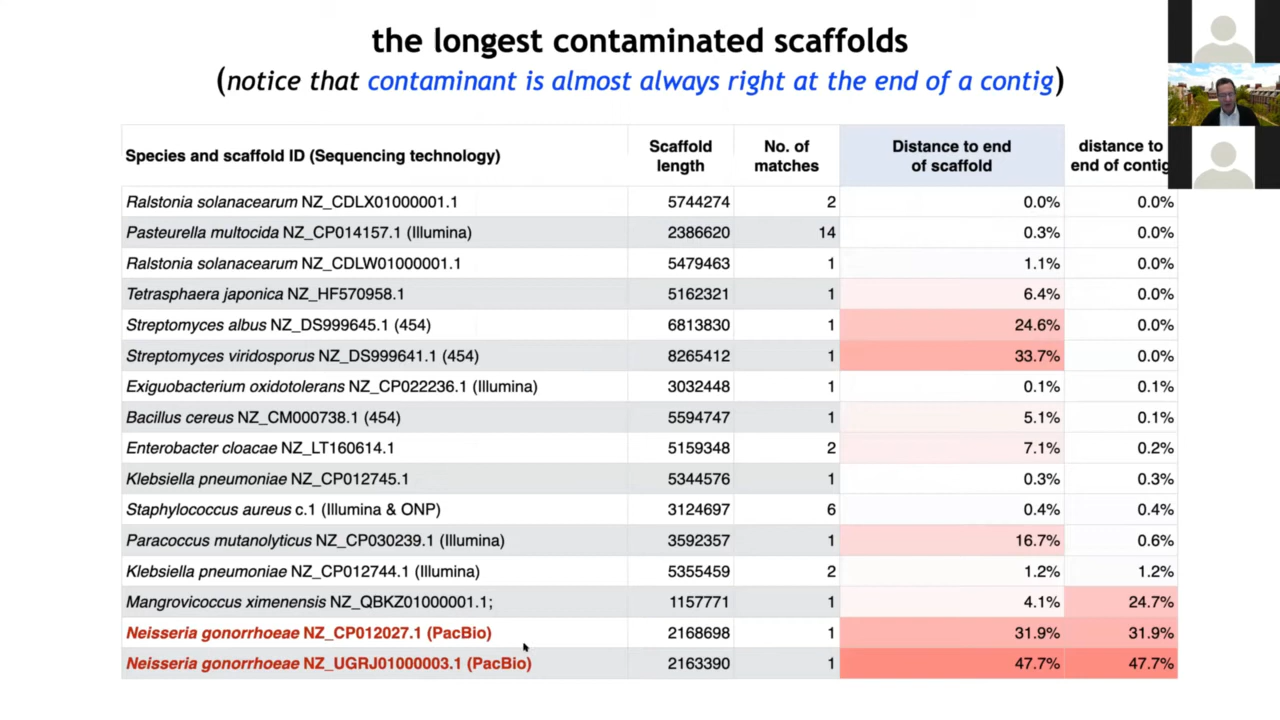 the longest contaminated scaffolds
(notice that contaminant is almost always right at the end of a contig)
Species and scaffold ID (Sequencing technology) Scaffold length No. of matches Distance to end of scaffold distance to end of contig
Ralstonia solanacearum NZ_CDLX01000001.1 5744274 2 0.0% 0.0%
Pasteurella multocida NZ_CP014157.1 (Illumina) 2386620 14 0.3% 0.0%
Ralstonia solanacearum NZ_CDLW01000001.1 5479463 1 1.1% 0.0%
Tetrasphaera japonica NZ_HF570958.1 5162321 1 6.4% 0.0%
Streptomyces albus NZ_DS999645.1 (454) 6813830 1 24.6% 0.0%
Streptomyces viridosporus NZ_DS999641.1 (454) 8265412 1 33.7% 0.0%
Exiguobacterium oxidotolerans NZ_CP022236.1 (Illumina) 3032448 1 0.1% 0.1%
Bacillus cereus NZ_CM000738.1 (454) 5594747 1 5.1% 0.1%
Enterobacter cloacae NZ_LT160614.1 5159348 2 7.1% 0.2%
Klebsiella pneumoniae NZ_CP012745.1 5344576 1 0.3% 0.3%
Staphylococcus aureus c.1 (Illumina & ONP) 3124697 6 0.4% 0.4%
Paracoccus mutanolyticus NZ_CP030239.1 (Illumina) 3592357 1 16.7% 0.6%
Klebsiella pneumoniae NZ_CP012744.1 (Illumina) 5355459 2 1.2% 1.2%
Mangrovicoccus ximenensis NZ_QBKZ01000001.1; 1157771 1 4.1% 24.7%
Neisseria gonorrhoeae NZ_CP012027.1 (PacBio) 2168698 1 31.9% 31.9%
Neisseria gonorrhoeae NZ_UGRJ01000003.1 (PacBio) 2163390 1 47.7% 47.7%